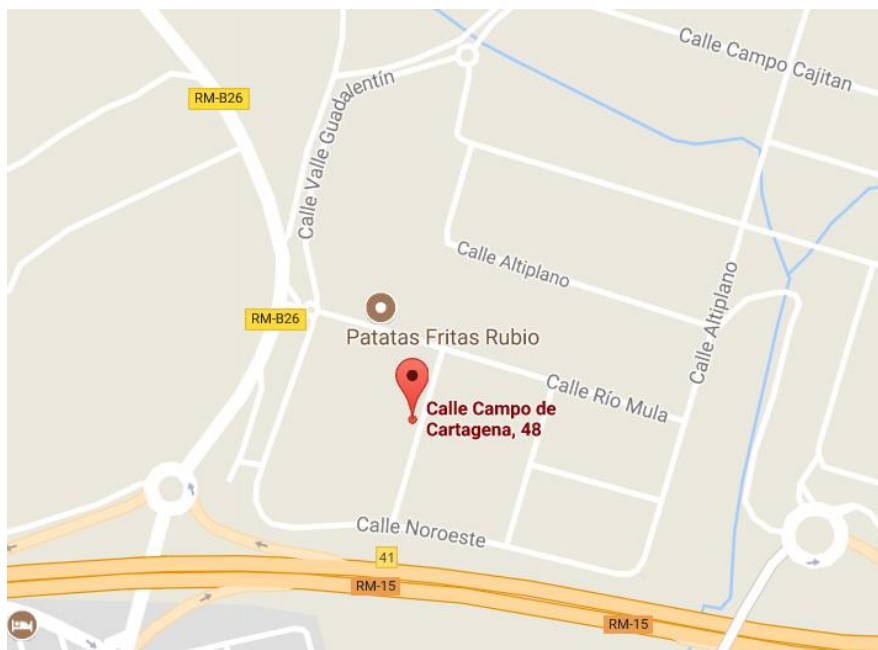 Calle Campo Cajitan
RM-B26
Calle Valle Guadalentín
Calle Altiplano
Calle Altiplano
RM-B26
Patatas Fritas Rubio
Calle Río Mula
Calle Campo de
Cartagena, 48
Calle Noroeste
41
RM-15
RM-15